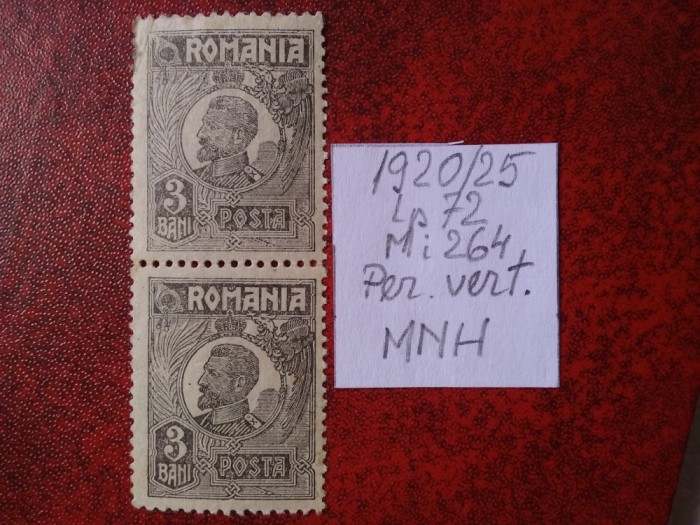 ROMANIA
3
BANI
POSTA
ROMANIA
3
BANI
POSTA
1920/25
Lp 72
Mi 264
Per. vert.
MNH